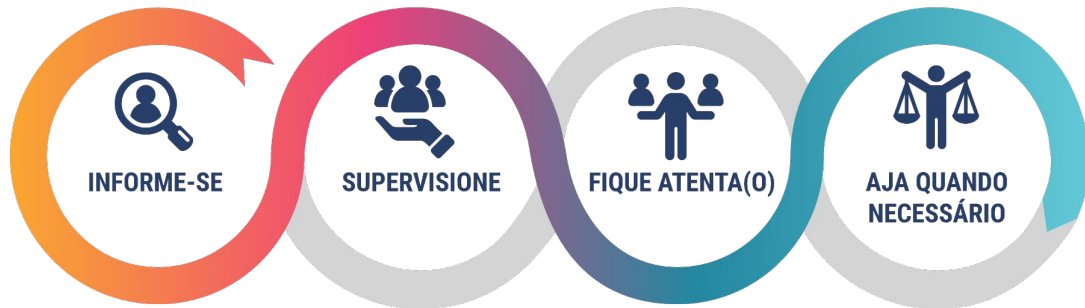 INFORME-SE
SUPERVISIONE
FIQUE ATENTA(O)
AJA QUANDO
NECESSÁRIO